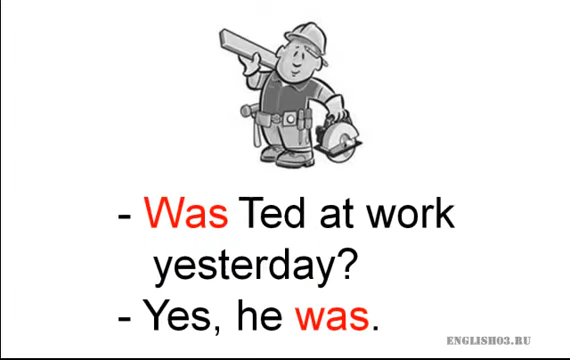 - Was Ted at work
yesterday?
- Yes, he was.
ENGLISH03.RU